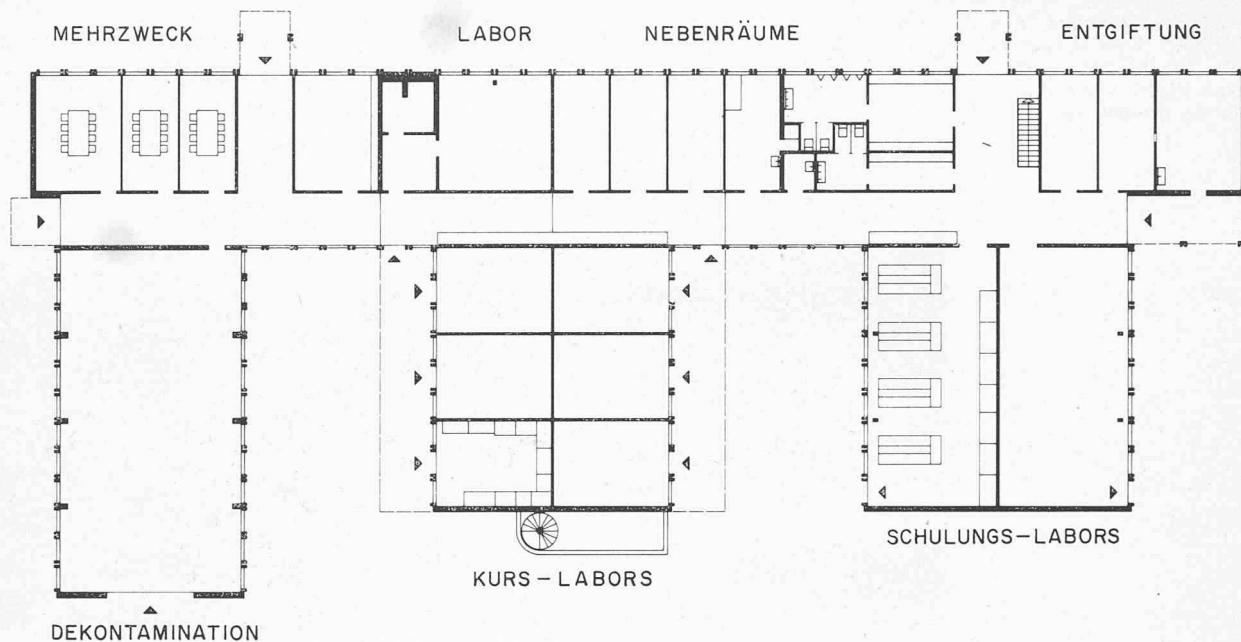 MEHRZWECK LABOR NEBENRÄUME ENTGIFTUNG
SCHULUNGS-LABORS
KURS-LABORS
DEKONTAMINATION